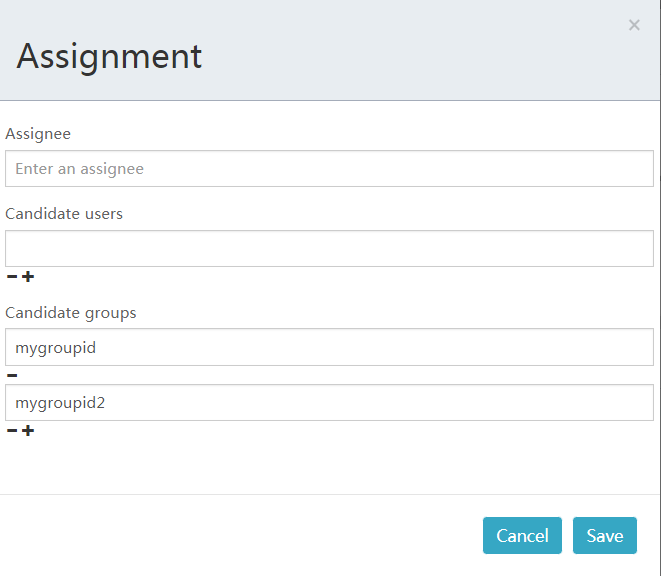 ×
Assignment
Assignee
Enter an assignee
Candidate users
Candidate groups
mygroupid
mygroupid2
Cancel Save